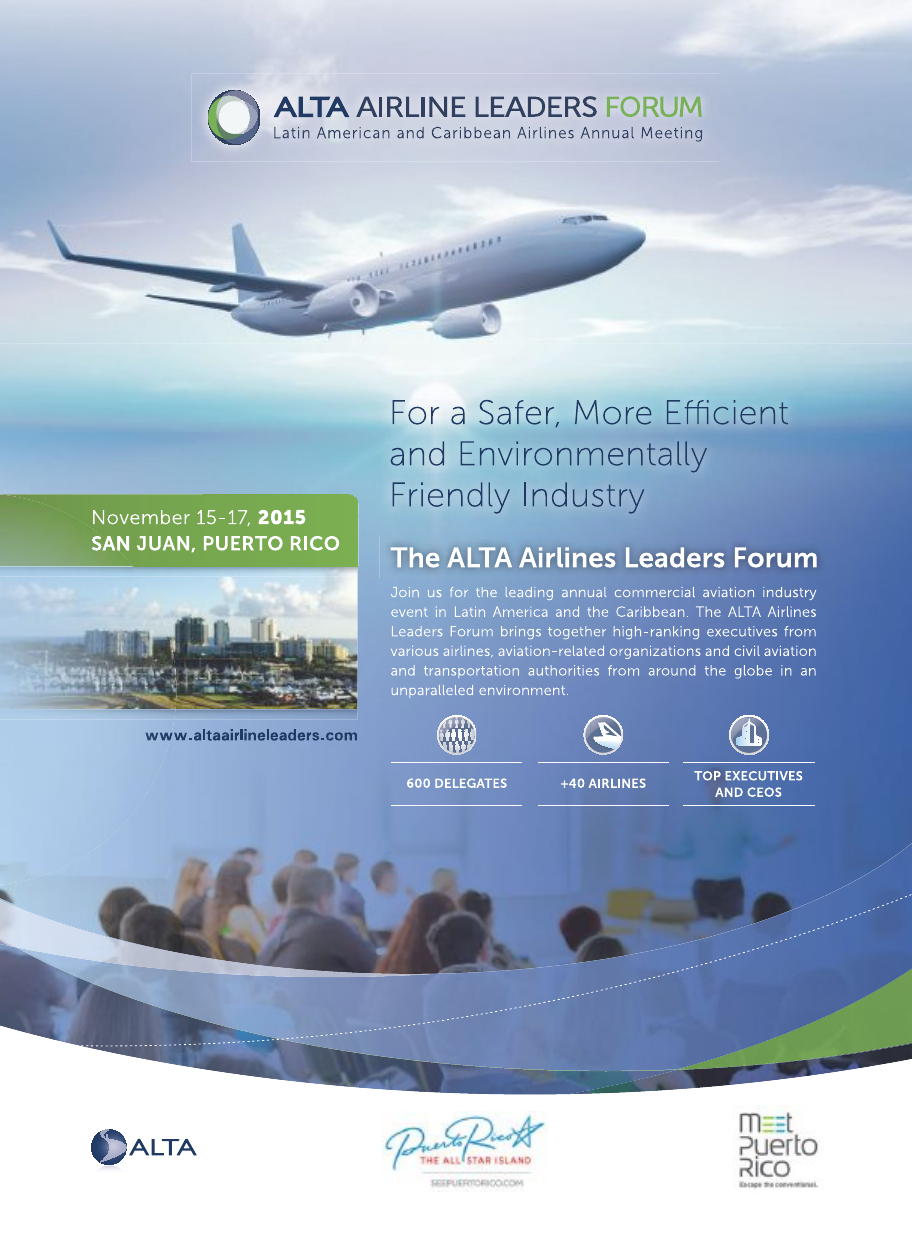 ALTA AIRLINE LEADERS FORUM
Latin American and Caribbean Airlines Annual Meeting
For a Safer, More Efficient
and Environmentally
Friendly Industry
November 15-17, 2015
SAN JUAN, PUERTO RICO
www.altaairlineleaders.com
The ALTA Airlines Leaders Forum
Join us for the leading annual commercial aviation industry
event in Latin America and the Caribbean. The ALTA Airlines
Leaders Forum brings together high-ranking executives from
various airlines, aviation-related organizations and civil aviation
and transportation authorities from around the globe in an
unparalleled environment.
600 DELEGATES
+40 AIRLINES
TOP EXECUTIVES
AND CEOS
ALTA
Puerto Rico
THE ALL STAR ISLAND
SEEPUERTORICO.COM
meet
Puerto
Rico
Escape the conventional.